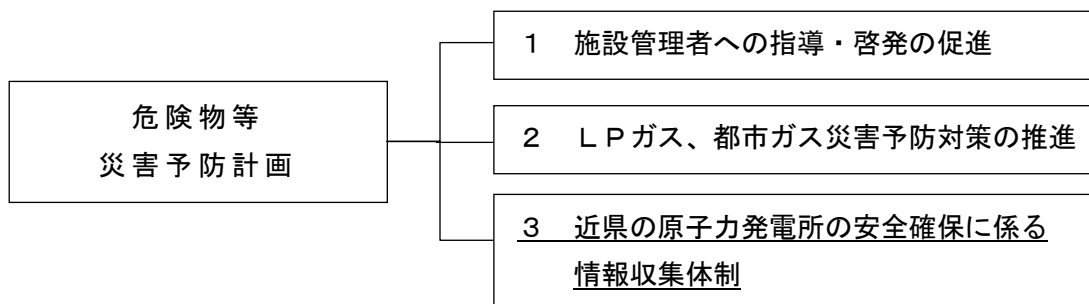 危険物等
災害予防計画
１　施設管理者への指導・啓発の促進
２　ＬＰガス、都市ガス災害予防対策の推進
３　近県の原子力発電所の安全確保に係る
情報収集体制